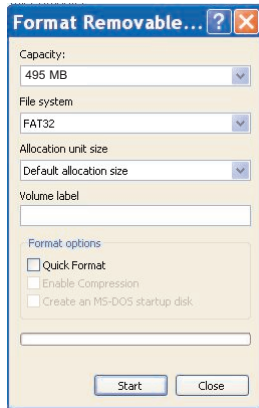 Format Removable... ?
Capacity:
495 MB
File system
FAT32
Allocation unit size
Default allocation size
Volume label
Format options
Quick Format
Enable Compression
Create an MS-DOS startup disk
Start Close